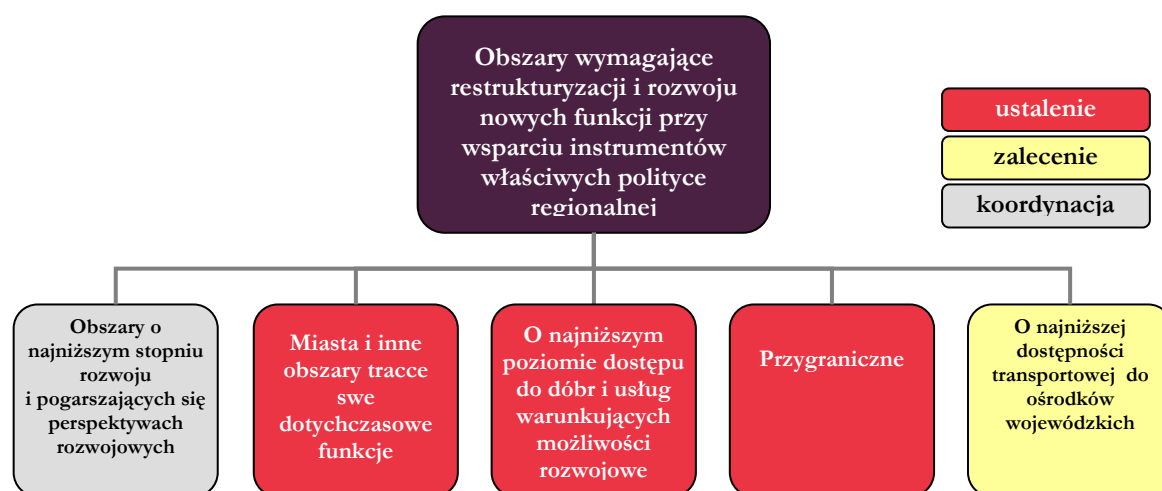 Obszary wymagające
restrukturyzacji i rozwoju
nowych funkcji przy
wsparciu instrumentów
właściwych polityce
regionalnej
ustalenie
zalecenie
koordynacja
Obszary o
najniższym stopniu
rozwoju
i pogarszających się
perspektywach
rozwojowych
Miasta i inne
obszary tracce
swe
dotychczasowe
funkcje
O najniższym
poziomie dostępu
do dóbr i usług
warunkujących
możliwości
rozwojowe
Przygraniczne
O najniższej
dostępności
transportowej do
ośrodków
wojewódzkich